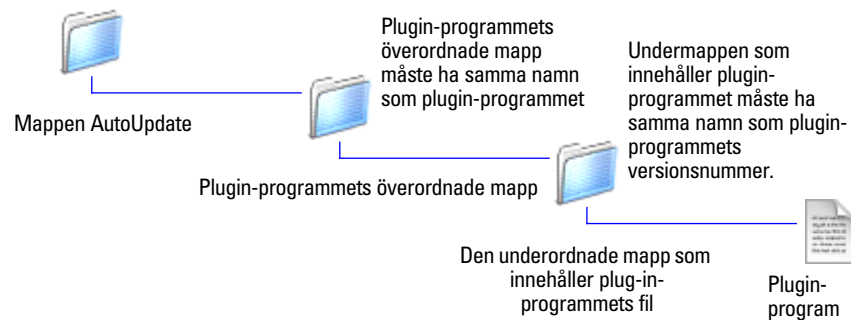 Plugin-programmets
överordnade mapp
måste ha samma namn
som plugin-programmet
Undermappen som
innehåller plugin-
programmet måste ha
samma namn som plugin-
programmets
versionsnummer.
Mappen AutoUpdate
Plugin-programmets överordnade mapp
Den underordnade mapp som
innehåller plug-in-
programmets fil
Plugin-
program